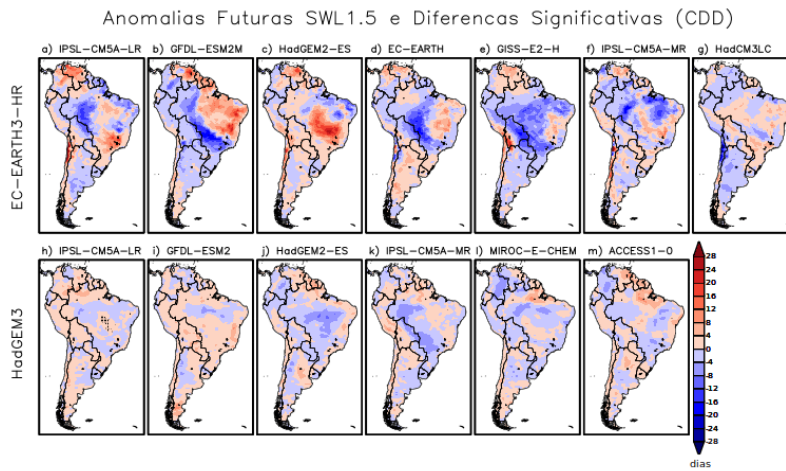 Anomalias Futuras SWL1.5 e Diferencas Significativas (CDD)
a) IPSL-CM5A-LR b) GFDL-ESM2M c) HadGEM2-ES d) EC-EARTH e) GISS-E2-H f) IPSL-CM5A-MR g) HadCM3LC
EC-EARTH3-HR
h) IPSL-CM5A-LR i) GFDL-ESM2 j) HadGEM2-ES k) IPSL-CM5A-MR l) MIROC-E-CHEM m) ACCESS1-0
HadGEM3
28
24
20
16
12
8
4
0
-4
-8
-12
-16
-20
-24
-28
dias